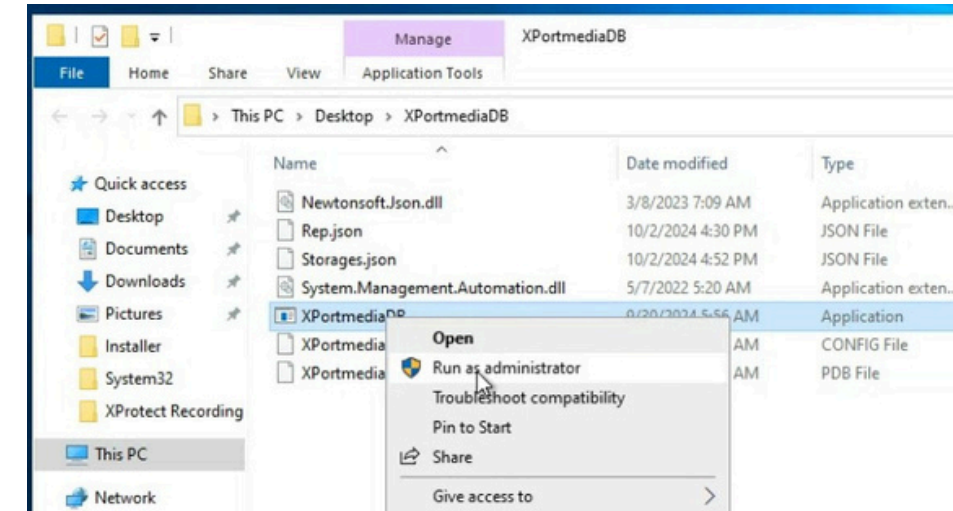 Manage XPortmediaDB
File Home Share View Application Tools
This PC > Desktop > XPortmediaDB
Name Date modified Type
Quick access
Desktop
Documents
Downloads
Pictures
Installer
System32
XProtect Recording
This PC
Network
Newtonsoft.Json.dll 3/8/2023 7:09 AM Application exten...
Rep.json 10/2/2024 4:30 PM JSON File
Storages.json 10/2/2024 4:52 PM JSON File
System.Management.Automation.dll 5/7/2022 5:20 AM Application exten...
XPortmediaDB 9/20/2024 5:56 AM Application
XPortmedia AM CONFIG File
XPortmedia AM PDB File
Open
Run as administrator
Troubleshoot compatibility
Pin to Start
Share
Give access to